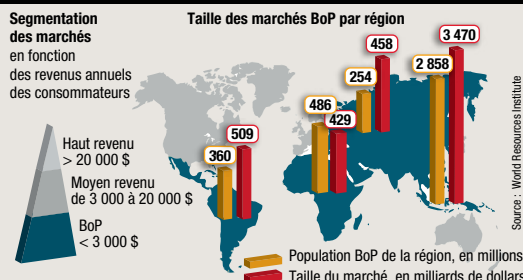 Segmentation
des marchés
en fonction
des revenus annuels
des consommateurs
Haut revenu
> 20 000 $
Moyen revenu
de 3 000 à 20 000 $
BoP
< 3 000 $
Taille des marchés BoP par région
360
509
486
429
254
458
2 858
3 470
Population BoP de la région, en millions
Taille du marché, en milliards de dollars
Source : World Resources Institute